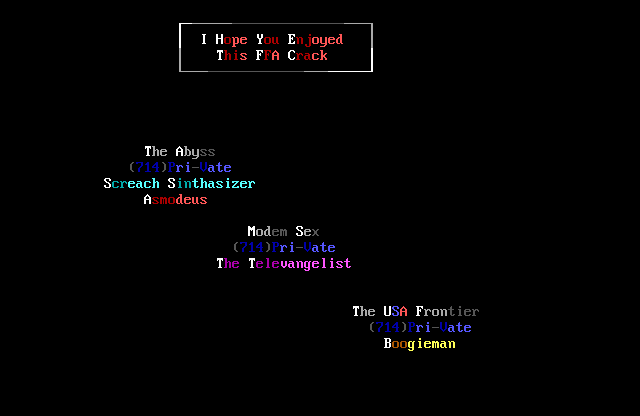 I Hope You Enjoyed
This FFA Crack
The Abyss
(714)Pri-Vate
Screach Sinthasizer
Asmodeus
Modem Sex
(714)Pri-Vate
The Televangelist
The USA Frontier
(714)Pri-Vate
Boogieman